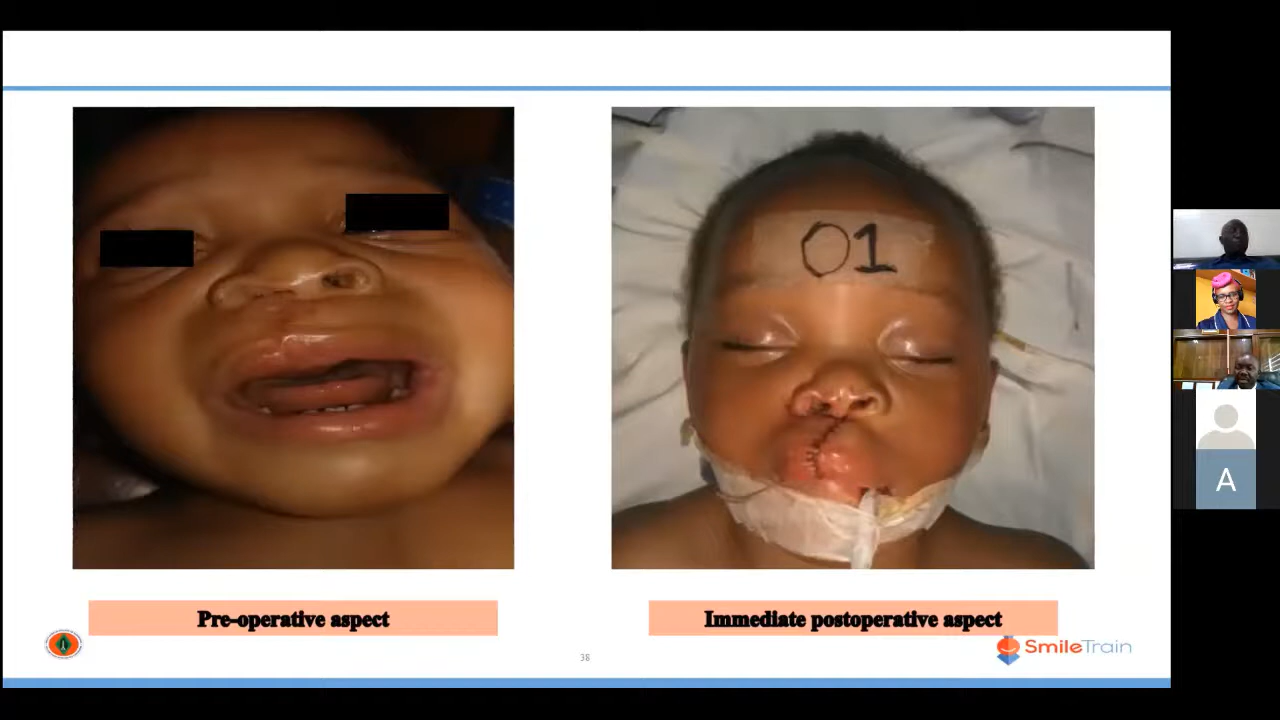 01
Pre-operative aspect
Immediate postoperative aspect
SmileTrain
38
A